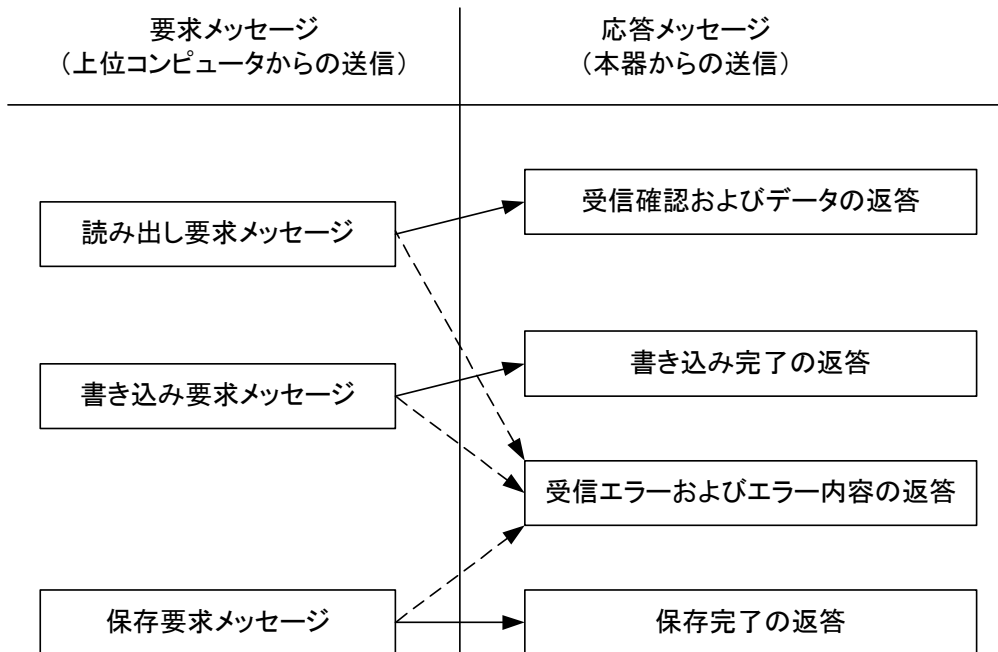 要求メッセージ
（上位コンピュータからの送信）
応答メッセージ
（本器からの送信）
読み出し要求メッセージ
受信確認およびデータの返答
書き込み要求メッセージ
書き込み完了の返答
受信エラーおよびエラー内容の返答
保存要求メッセージ
保存完了の返答